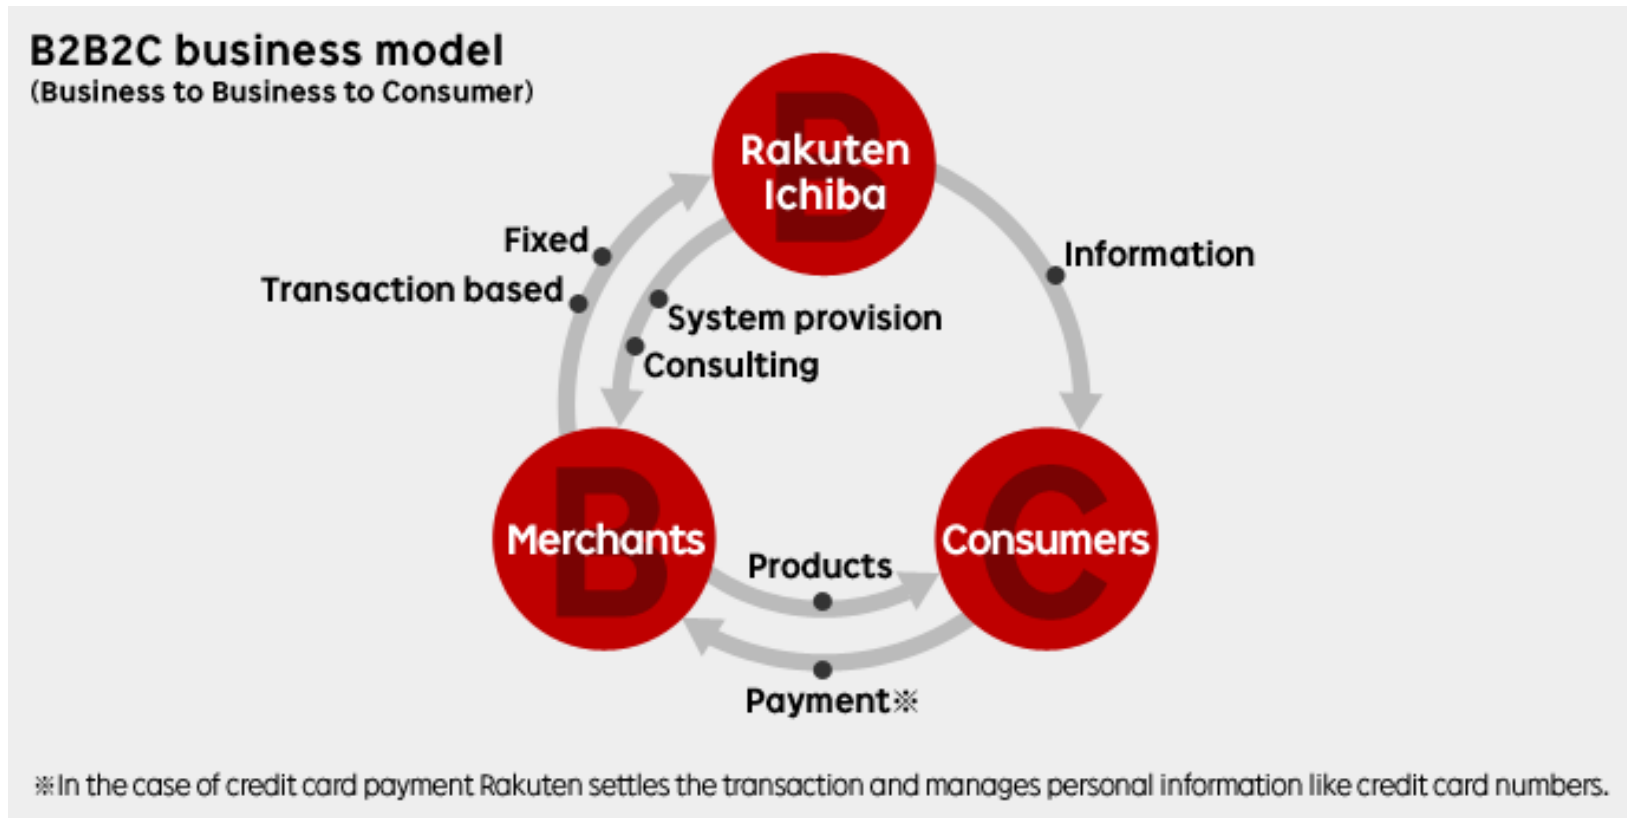 B2B2C business model
(Business to Business to Consumer)
B
Rakuten
Ichiba
Fixed
Transaction based
Information
System provision
Consulting
B
Merchants
C
Consumers
Products
Payment※
※In the case of credit card payment Rakuten settles the transaction and manages personal information like credit card numbers.